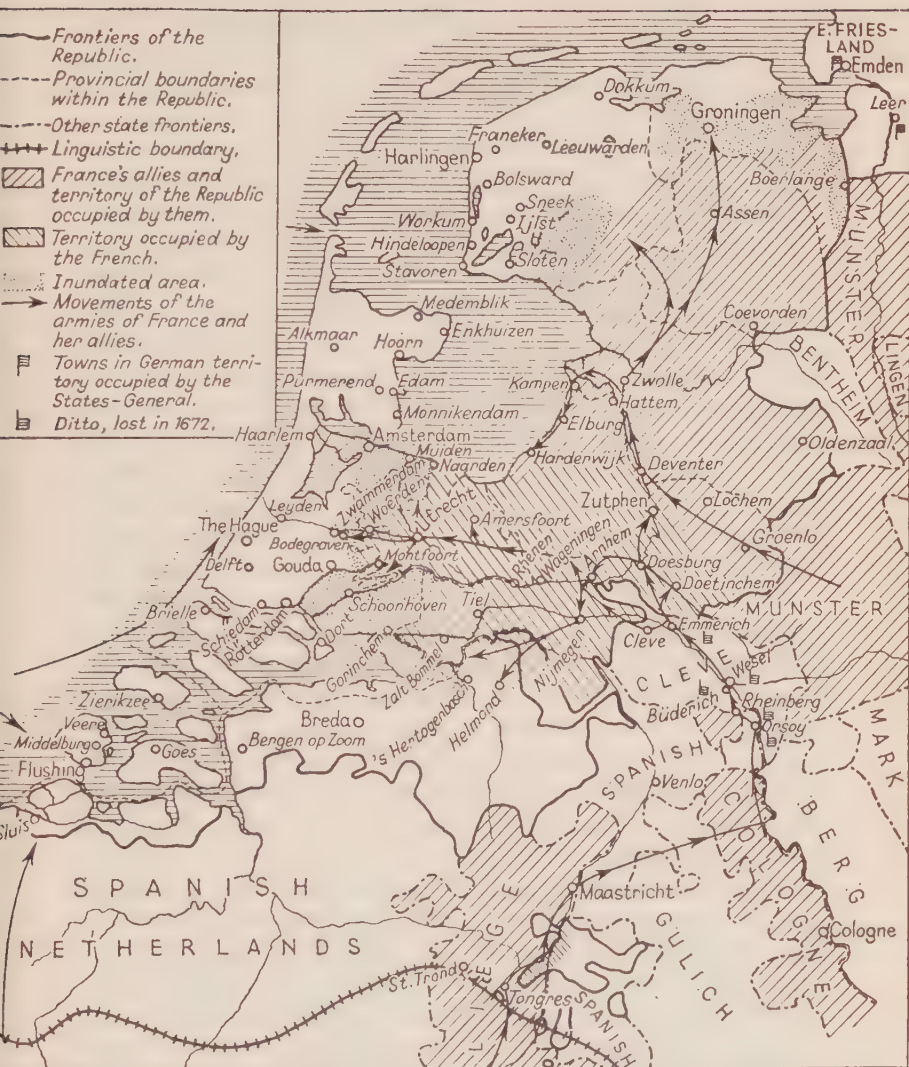 Frontiers of the
Republic.
Provincial boundaries
within the Republic.
Other state frontiers.
Linguistic boundary.
France's allies and
territory of the Republic
occupied by them.
Territory occupied by
the French.
Inundated area.
Movements of the
armies of France and
her allies.
Towns in German terri-
tory occupied by the
States-General.
Ditto, lost in 1672.
E. FRIES-
LAND
Emden
Leer
Dokkum
Groningen
Franeker
Leeuwarden
Harlingen
Bolsward
Boerlange
Sneek
Assen
Workum
Ijlst
Hindeloopen
Sloten
Stavoren
MUNSTER
Medemblik
Enkhuizen
Coevorden
Alkmaar
Hoorn
BENTHEIM
LINGEN
Purmerend
Edam
Kampen
Zwolle
Hattem
Monnikendam
Elburg
Oldenzaal
Haarlem
Amsterdam
Muiden
Naarden
Harderwijk
Deventer
Zwammerdam
Woerden
Utrecht
Zutphen
Lochem
Leyden
Amersfoort
The Hague
Bodegraven
Montfoort
Rhenen
Wageningen
Arnhem
Groenlo
Delft
Gouda
Doesburg
Doetinchem
Schoonhoven
Tiel
MUNSTER
Brielle
Schiedam
Rotterdam
Dort
Emmerich
Cleve
Gorinchem
Zalt Bommel
Nijmegen
CLEVE
Wesel
Zierikzee
's Hertogenbosch
Helmond
Büderich
Rheinberg
Orsoy
Veere
Breda
Middelburg
Goes
Bergen op Zoom
MARK
Flushing
SPANISH
Venlo
Sluis
COLOGNE
BERG
SPANISH
NETHERLANDS
Maastricht
GULICH
Cologne
LIEGE
St. Trond
Tongres
SPANISH